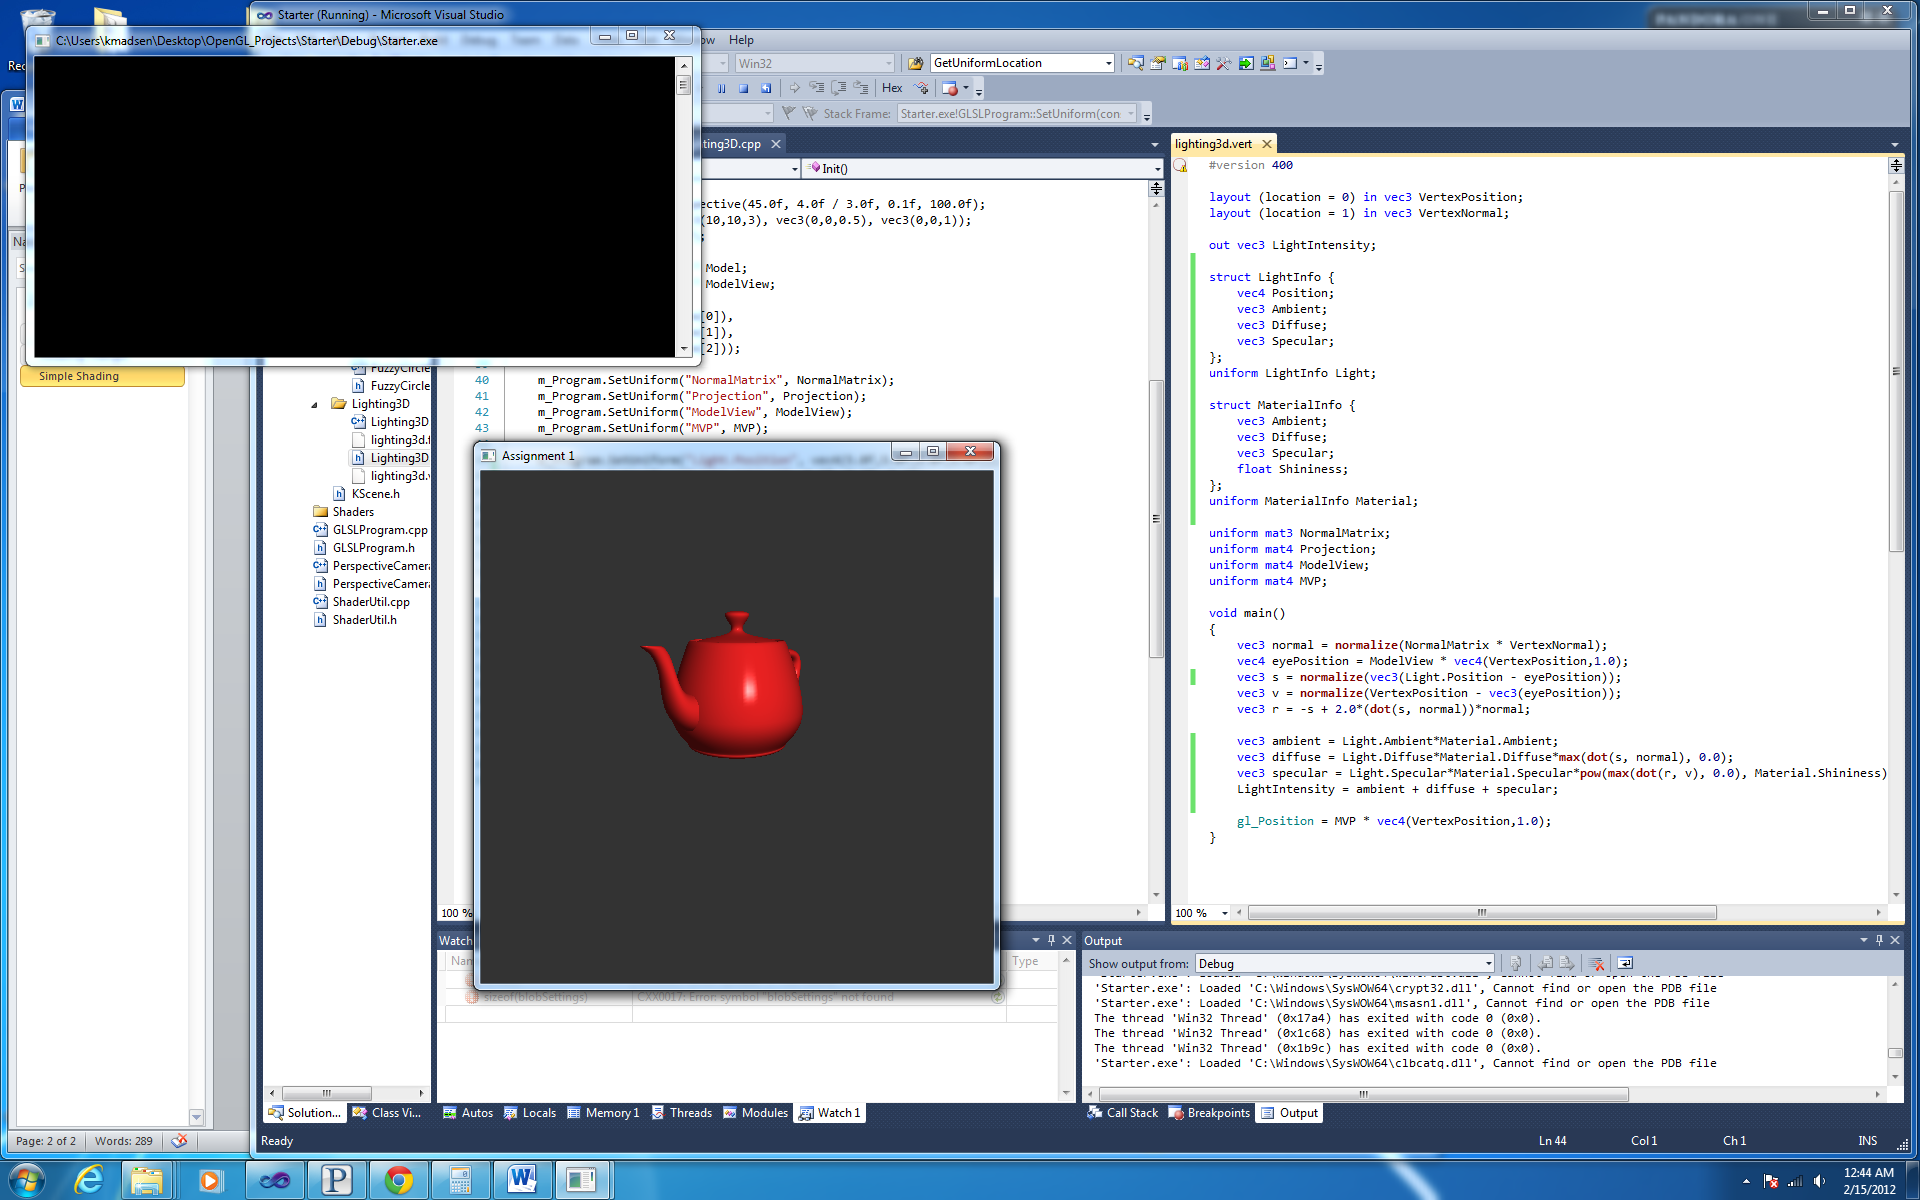 Starter (Running) - Microsoft Visual Studio
C:\Users\kmadsen\Desktop\OpenGL_Projects\Starter\Debug\Starter.exe
Help
Win32
GetUniformLocation
Hex
Stack Frame:
Starter.exe!GLSLProgram::SetUniform(con
ting3D.cpp
Init()
ective(45.0f, 4.0f / 3.0f, 0.1f, 100.0f);
(10,10,3), vec3(0,0,0.5), vec3(0,0,1));
;
Model;
ModelView;
[0]),
[1]),
[2]));
40 m_Program.SetUniform("NormalMatrix", NormalMatrix);
41 m_Program.SetUniform("Projection", Projection);
42 m_Program.SetUniform("ModelView", ModelView);
43 m_Program.SetUniform("MVP", MVP);
100 %
lighting3d.vert
#version 400
layout (location = 0) in vec3 VertexPosition;
layout (location = 1) in vec3 VertexNormal;
out vec3 LightIntensity;
struct LightInfo {
vec4 Position;
vec3 Ambient;
vec3 Diffuse;
vec3 Specular;
};
uniform LightInfo Light;
struct MaterialInfo {
vec3 Ambient;
vec3 Diffuse;
vec3 Specular;
float Shininess;
};
uniform MaterialInfo Material;
uniform mat3 NormalMatrix;
uniform mat4 Projection;
uniform mat4 ModelView;
uniform mat4 MVP;
void main()
{
vec3 normal = normalize(NormalMatrix * VertexNormal);
vec4 eyePosition = ModelView * vec4(VertexPosition,1.0);
vec3 s = normalize(vec3(Light.Position - eyePosition));
vec3 v = normalize(VertexPosition - vec3(eyePosition));
vec3 r = -s + 2.0*(dot(s, normal))*normal;
vec3 ambient = Light.Ambient*Material.Ambient;
vec3 diffuse = Light.Diffuse*Material.Diffuse*max(dot(s, normal), 0.0);
vec3 specular = Light.Specular*Material.Specular*pow(max(dot(r, v), 0.0), Material.Shininess)
LightIntensity = ambient + diffuse + specular;
gl_Position = MVP * vec4(VertexPosition,1.0);
}
100 %
Simple Shading
FuzzyCircle
FuzzyCircle
Lighting3D
Lighting3D
lighting3d.f
Lighting3D
lighting3d.v
KScene.h
Shaders
GLSLProgram.cpp
GLSLProgram.h
PerspectiveCamera
PerspectiveCamera
ShaderUtil.cpp
ShaderUtil.h
Assignment 1
Watch
Nam
Type
sizeof(blobSettings)
CXX0017: Error: symbol "blobSettings" not found
Output
Show output from: Debug
'Starter.exe': Loaded 'C:\Windows\SysWOW64\crypt32.dll', Cannot find or open the PDB file
'Starter.exe': Loaded 'C:\Windows\SysWOW64\msasn1.dll', Cannot find or open the PDB file
The thread 'Win32 Thread' (0x17a4) has exited with code 0 (0x0).
The thread 'Win32 Thread' (0x1c68) has exited with code 0 (0x0).
The thread 'Win32 Thread' (0x1b9c) has exited with code 0 (0x0).
'Starter.exe': Loaded 'C:\Windows\SysWOW64\clbcatq.dll', Cannot find or open the PDB file
Solution... Class Vi...
Autos Locals Memory 1 Threads Modules Watch 1
Call Stack Breakpoints Output
Page: 2 of 2 Words: 289
Ready
Ln 44 Col 1 Ch 1 INS
12:44 AM
2/15/2012